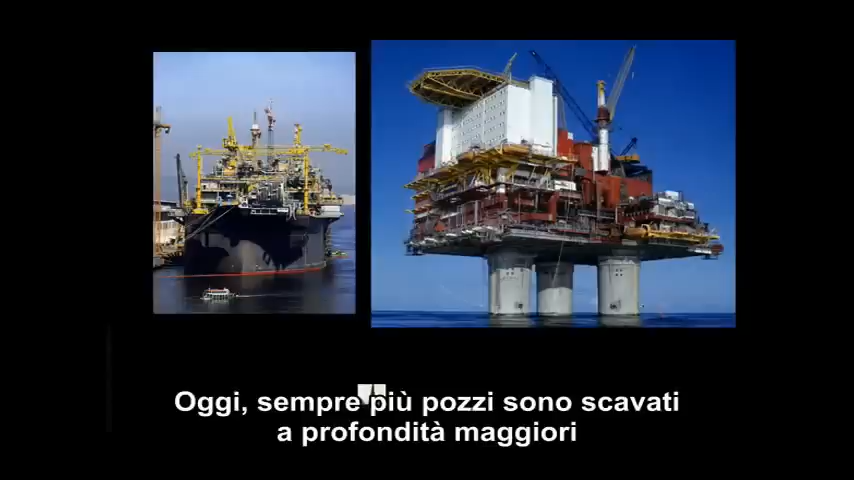 Oggi, sempre più pozzi sono scavati
a profondità maggiori